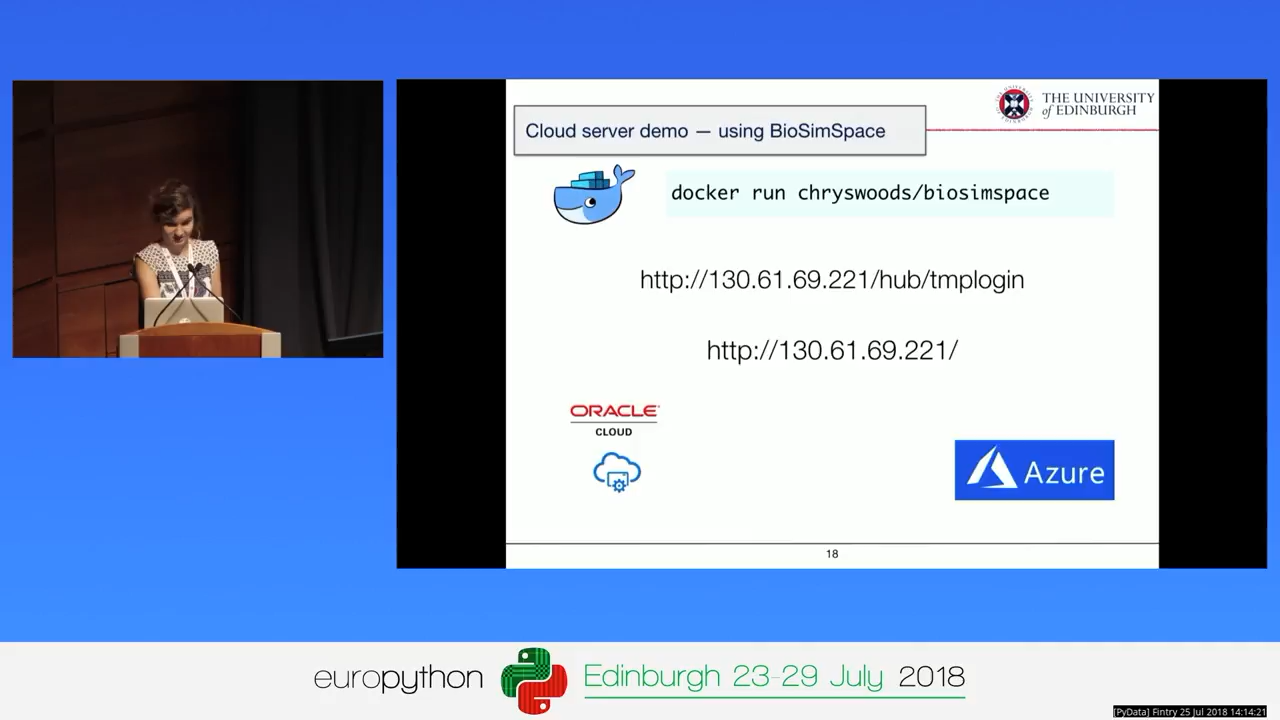 THE UNIVERSITY
of EDINBURGH
Cloud server demo — using BioSimSpace
docker run chryswoods/biosimspace
http://130.61.69.221/hub/tmplogin
http://130.61.69.221/
ORACLE
CLOUD
Azure
18
europython
Edinburgh 23-29 July 2018
[PyData] Fintry 25 Jul 2018 14:14:21